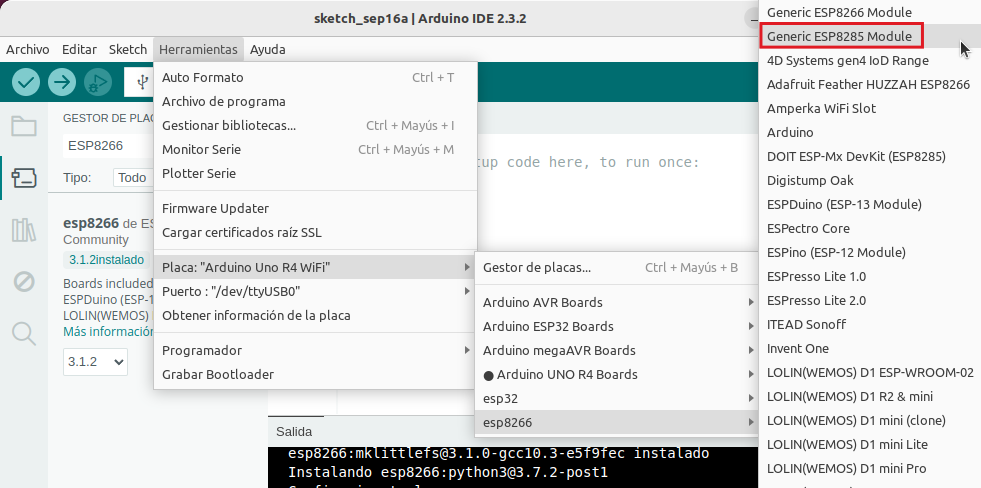 sketch_sep16a | Arduino IDE 2.3.2
Archivo Editar Sketch Herramientas Ayuda
GESTOR DE PLAC
ESP8266
Tipo: Todo
esp8266 de ES
Community
3.1.2instalado
Boards included
ESPDuino (ESP-1
LOLIN(WEMOS)
Más información
3.1.2
Auto Formato Ctrl + T
Archivo de programa
Gestionar bibliotecas... Ctrl + Mayús + I
Monitor Serie Ctrl + Mayús + M
Plotter Serie
Firmware Updater
Cargar certificados raíz SSL
Placa: "Arduino Uno R4 WiFi"
Puerto : "/dev/ttyUSB0"
Obtener información de la placa
Programador
Grabar Bootloader
tup code here, to run once:
Gestor de placas... Ctrl + Mayús + B
Arduino AVR Boards
Arduino ESP32 Boards
Arduino megaAVR Boards
● Arduino UNO R4 Boards
esp32
esp8266
Generic ESP8266 Module
Generic ESP8285 Module
4D Systems gen4 IoD Range
Adafruit Feather HUZZAH ESP8266
Amperka WiFi Slot
Arduino
DOIT ESP-Mx DevKit (ESP8285)
Digistump Oak
ESPDuino (ESP-13 Module)
ESPectro Core
ESPino (ESP-12 Module)
ESPresso Lite 1.0
ESPresso Lite 2.0
ITEAD Sonoff
Invent One
LOLIN(WEMOS) D1 ESP-WROOM-02
LOLIN(WEMOS) D1 R2 & mini
LOLIN(WEMOS) D1 mini (clone)
LOLIN(WEMOS) D1 mini Lite
LOLIN(WEMOS) D1 mini Pro
Salida
esp8266:mklittlefs@3.1.0-gcc10.3-e5f9fec instalado
Instalando esp8266:python3@3.7.2-post1